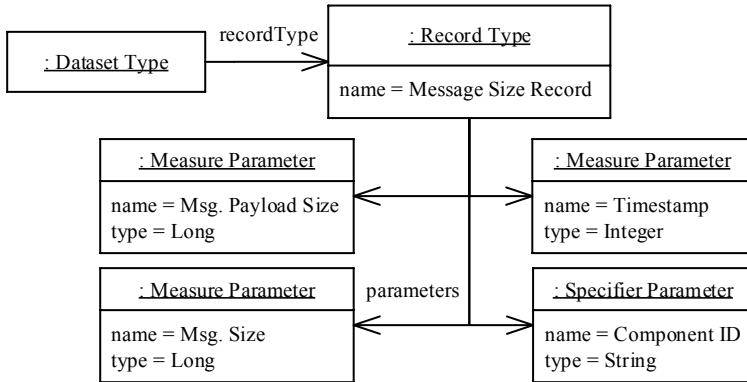 recordType
: Record Type
: Dataset Type
name = Message Size Record
: Measure Parameter
name = Msg. Payload Size
type = Long
: Measure Parameter
name = Timestamp
type = Integer
: Measure Parameter
name = Msg. Size
type = Long
parameters
: Specifier Parameter
name = Component ID
type = String